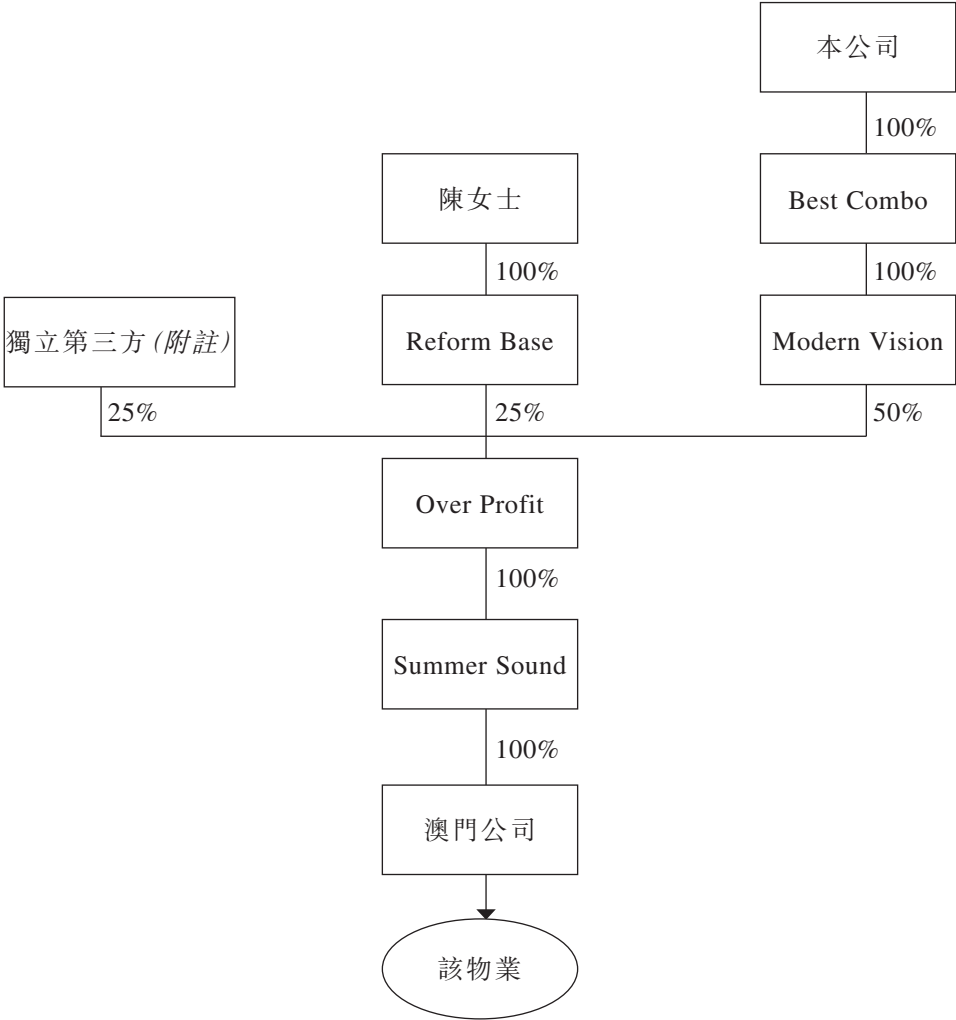 本公司
100%
陳女士
Best Combo
100%
100%
獨立第三方(附註)
Reform Base
Modern Vision
25%
25%
50%
Over Profit
100%
Summer Sound
100%
澳門公司
該物業